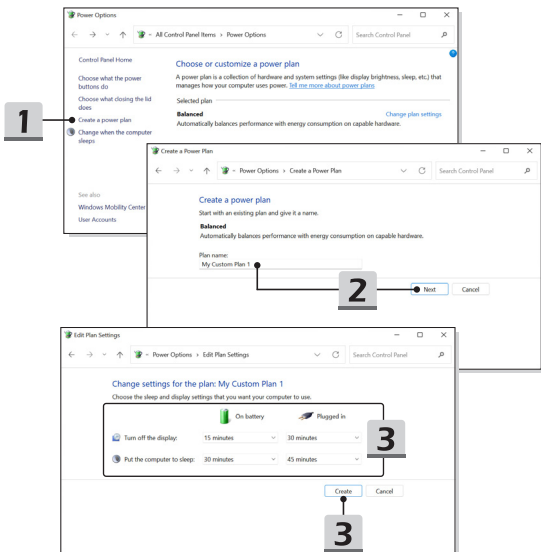 Power Options
All Control Panel Items > Power Options
Search Control Panel
Control Panel Home
Choose what the power
buttons do
Choose what closing the lid
does
1
Create a power plan
Change when the computer
sleeps
See also
Windows Mobility Center
User Accounts
Choose or customize a power plan
A power plan is a collection of hardware and system settings (like display brightness, sleep, etc.) that
manages how your computer uses power. Tell me more about power plans
Selected plan
Balanced
Change plan settings
Automatically balances performance with energy consumption on capable hardware.
Create a Power Plan
Power Options > Create a Power Plan
Search Control Panel
Create a power plan
Start with an existing plan and give it a name.
Balanced
Automatically balances performance with energy consumption on capable hardware.
Plan name:
My Custom Plan 1
2
Next
Cancel
Edit Plan Settings
Power Options > Edit Plan Settings
Search Control Panel
Change settings for the plan: My Custom Plan 1
Choose the sleep and display settings that you want your computer to use.
On battery
Plugged in
Turn off the display:
15 minutes
30 minutes
3
Put the computer to sleep:
30 minutes
45 minutes
Create
Cancel
3